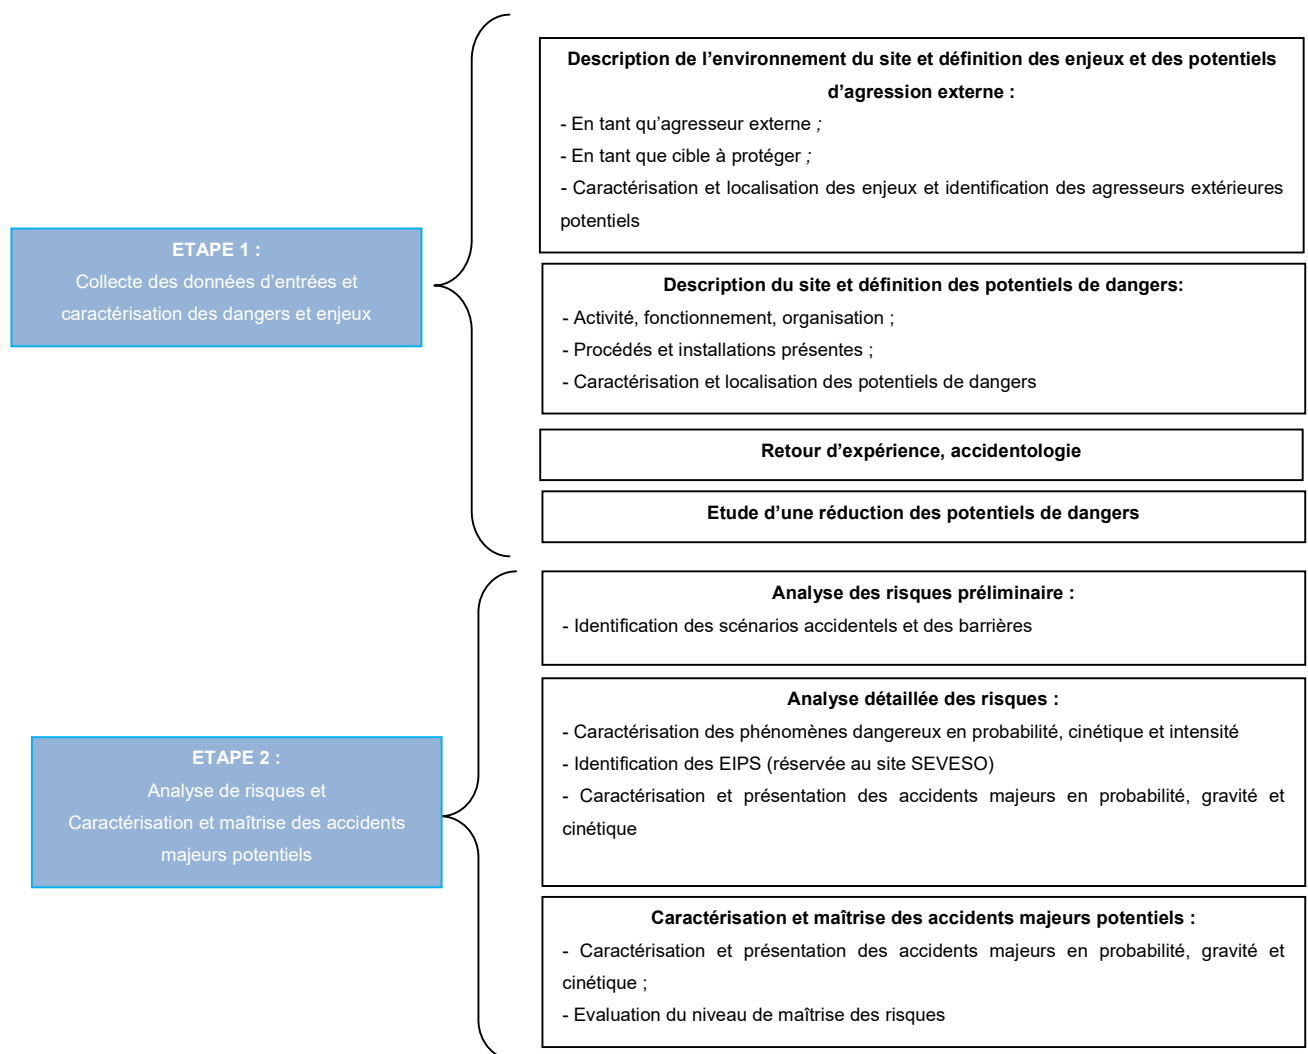 Description de l’environnement du site et définition des enjeux et des potentiels
d’agression externe :
- En tant qu’agresseur externe ;
- En tant que cible à protéger ;
- Caractérisation et localisation des enjeux et identification des agresseurs extérieures
potentiels
ETAPE 1 :
Collecte des données d’entrées et
caractérisation des dangers et enjeux
Description du site et définition des potentiels de dangers:
- Activité, fonctionnement, organisation ;
- Procédés et installations présentes ;
- Caractérisation et localisation des potentiels de dangers
Retour d’expérience, accidentologie
Etude d’une réduction des potentiels de dangers
Analyse des risques préliminaire :
- Identification des scénarios accidentels et des barrières
Analyse détaillée des risques :
- Caractérisation des phénomènes dangereux en probabilité, cinétique et intensité
- Identification des EIPS (réservée au site SEVESO)
- Caractérisation et présentation des accidents majeurs en probabilité, gravité et
cinétique
ETAPE 2 :
Analyse de risques et
Caractérisation et maîtrise des accidents
majeurs potentiels
Caractérisation et maîtrise des accidents majeurs potentiels :
- Caractérisation et présentation des accidents majeurs en probabilité, gravité et
cinétique ;
- Evaluation du niveau de maîtrise des risques